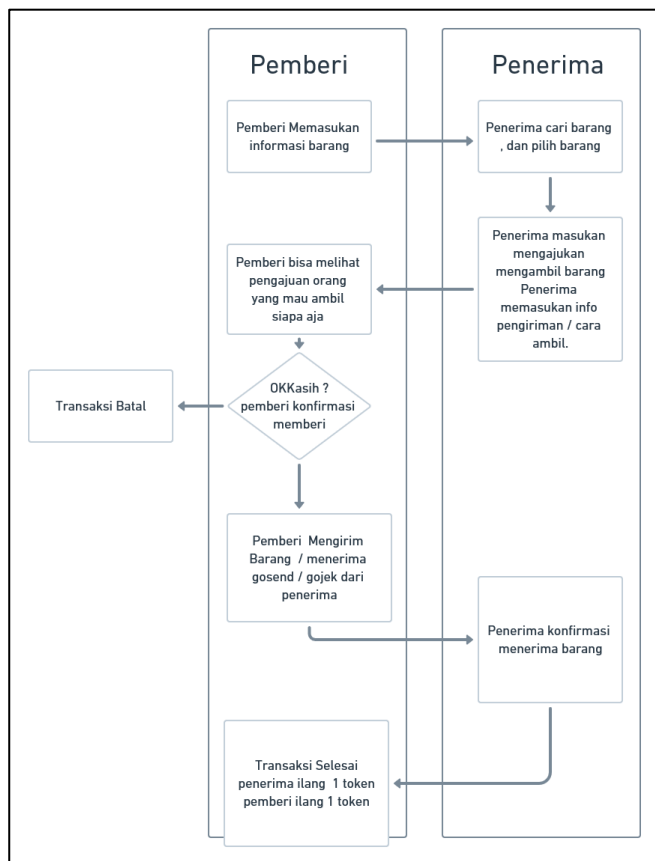 Pemberi
Penerima
Pemberi Memasukan
informasi barang
Penerima cari barang
, dan pilih barang
Penerima masukan
mengajukan
mengambil barang
Penerima
memasukan info
pengiriman / cara
ambil.
Pemberi bisa melihat
pengajuan orang
yang mau ambil
siapa aja
OKKasih ?
pemberi konfirmasi
memberi
Transaksi Batal
Pemberi Mengirim
Barang / menerima
gosend / gojek dari
penerima
Penerima konfirmasi
menerima barang
Transaksi Selesai
penerima ilang 1 token
pemberi ilang 1 token